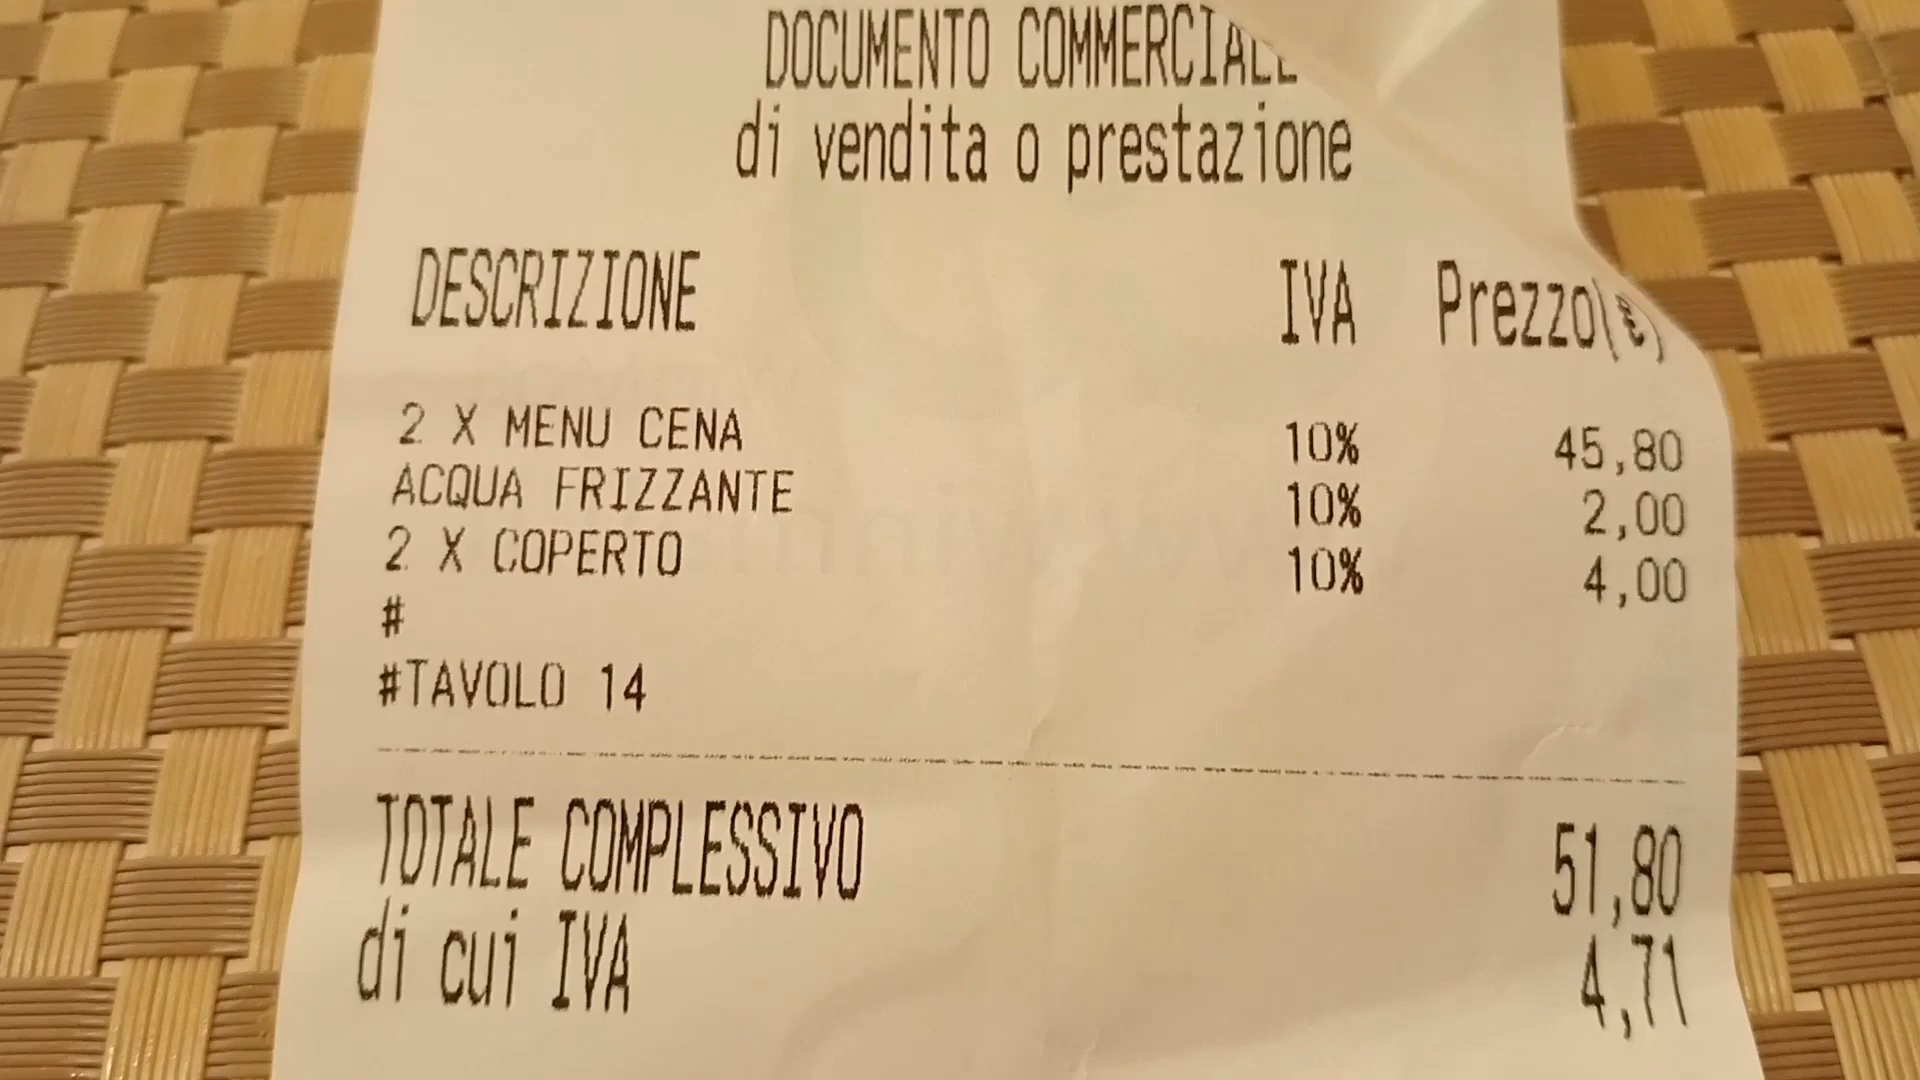 DOCUMENTO COMMERCIALE
di vendita o prestazione
DESCRIZIONE IVA Prezzo(€)
2 X MENU CENA 10% 45,80
ACQUA FRIZZANTE 10% 2,00
2 X COPERTO 10% 4,00
#
#TAVOLO 14
TOTALE COMPLESSIVO 51,80
di cui IVA 4,71